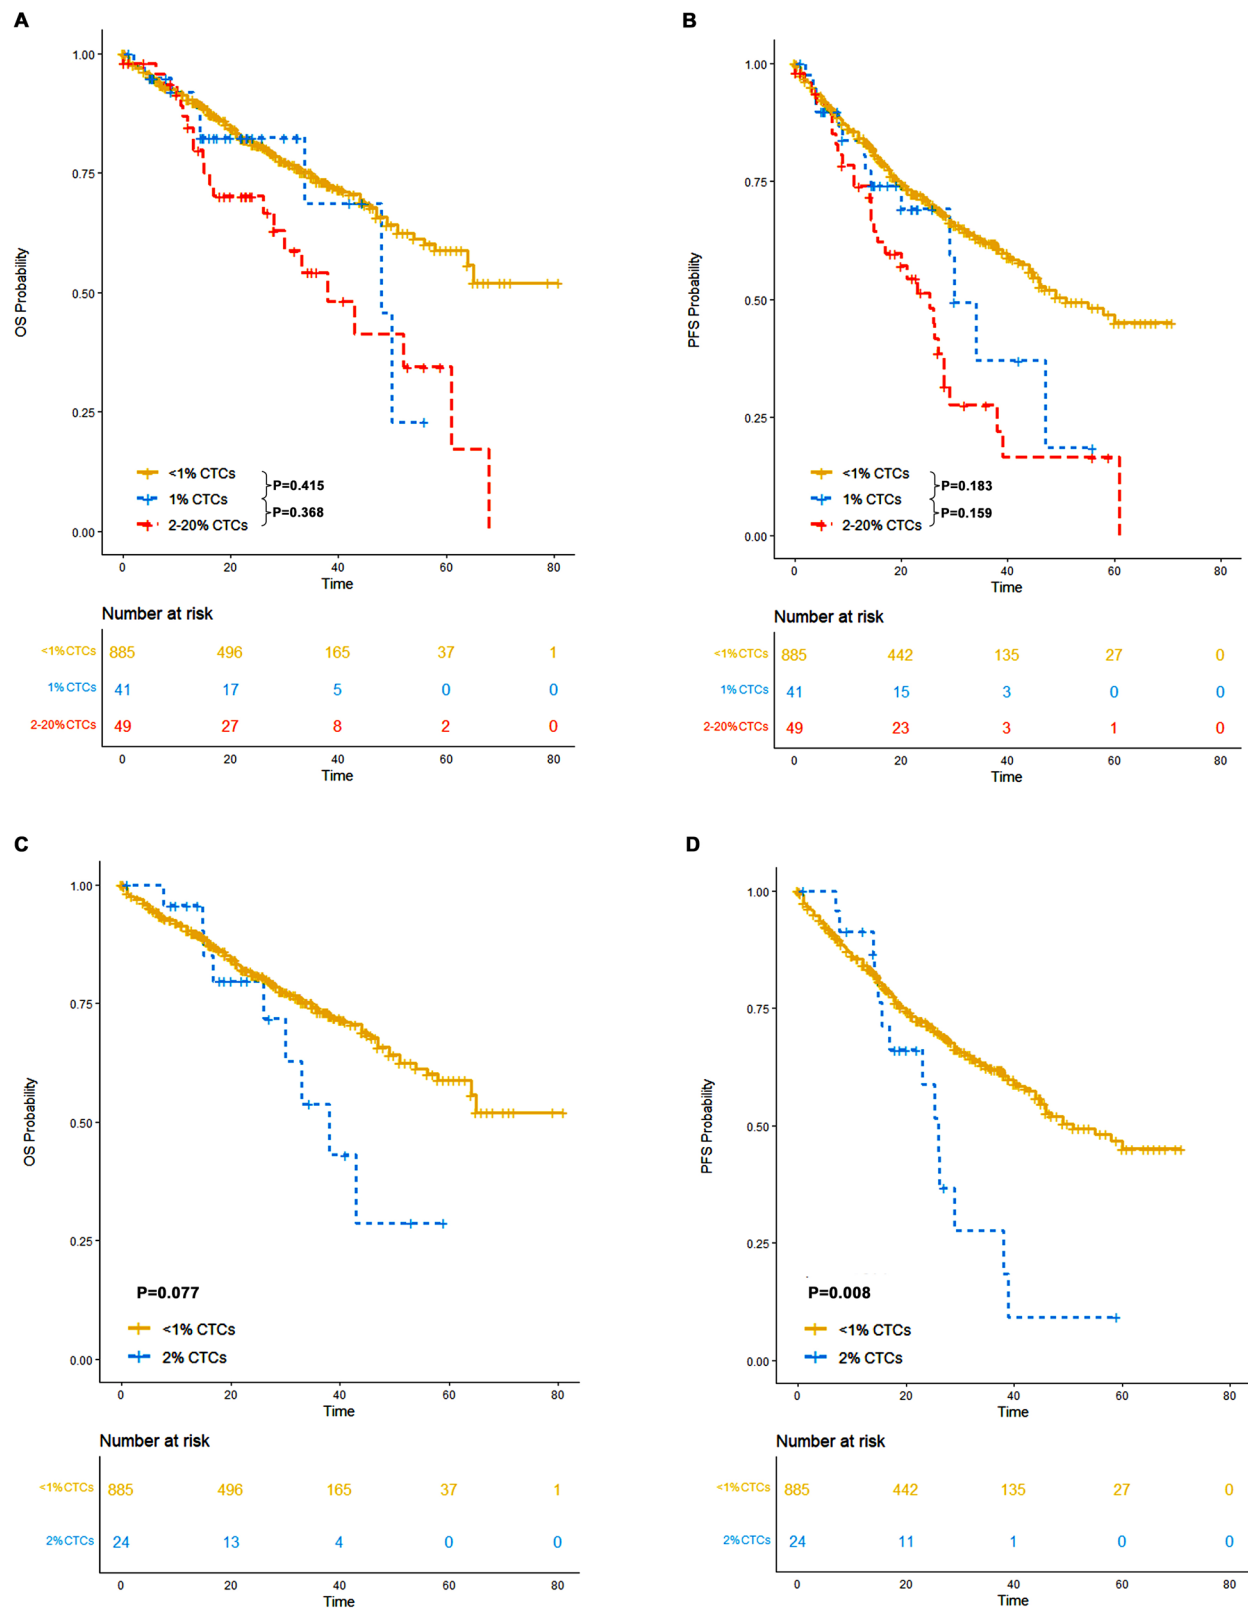 A
OS Probability
1.00
0.75
0.50
0.25
0.00
<1% CTCs
1% CTCs
2-20% CTCs
P=0.415
P=0.368
0 20 40 60 80
Time
Number at risk
<1%CTCs 885 496 165 37 1
1%CTCs 41 17 5 0 0
2-20%CTCs 49 27 8 2 0
0 20 40 60 80
Time
B
PFS Probability
1.00
0.75
0.50
0.25
0.00
<1% CTCs
1% CTCs
2-20% CTCs
P=0.183
P=0.159
0 20 40 60 80
Time
Number at risk
<1%CTCs 885 442 135 27 0
1%CTCs 41 15 3 0 0
2-20%CTCs 49 23 3 1 0
0 20 40 60 80
Time
C
OS Probability
1.00
0.75
0.50
0.25
0.00
P=0.077
<1% CTCs
2% CTCs
0 20 40 60 80
Time
Number at risk
<1%CTCs 885 496 165 37 1
2%CTCs 24 13 4 0 0
0 20 40 60 80
Time
D
PFS Probability
1.00
0.75
0.50
0.25
0.00
P=0.008
<1% CTCs
2% CTCs
0 20 40 60 80
Time
Number at risk
<1%CTCs 885 442 135 27 0
2%CTCs 24 11 1 0 0
0 20 40 60 80
Time